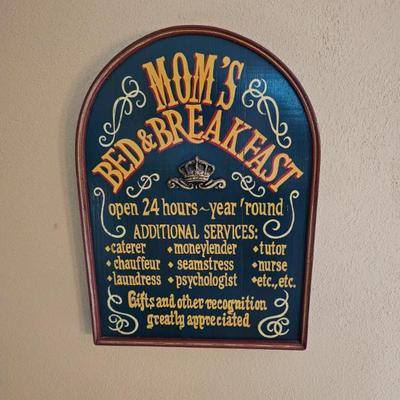 MOM'S
BED & BREAKFAST
open 24 hours ~ year 'round
ADDITIONAL SERVICES:
•caterer •moneylender •tutor
•chauffeur •seamstress •nurse
•laundress •psychologist •etc., etc.
Gifts and other recognition
greatly appreciated